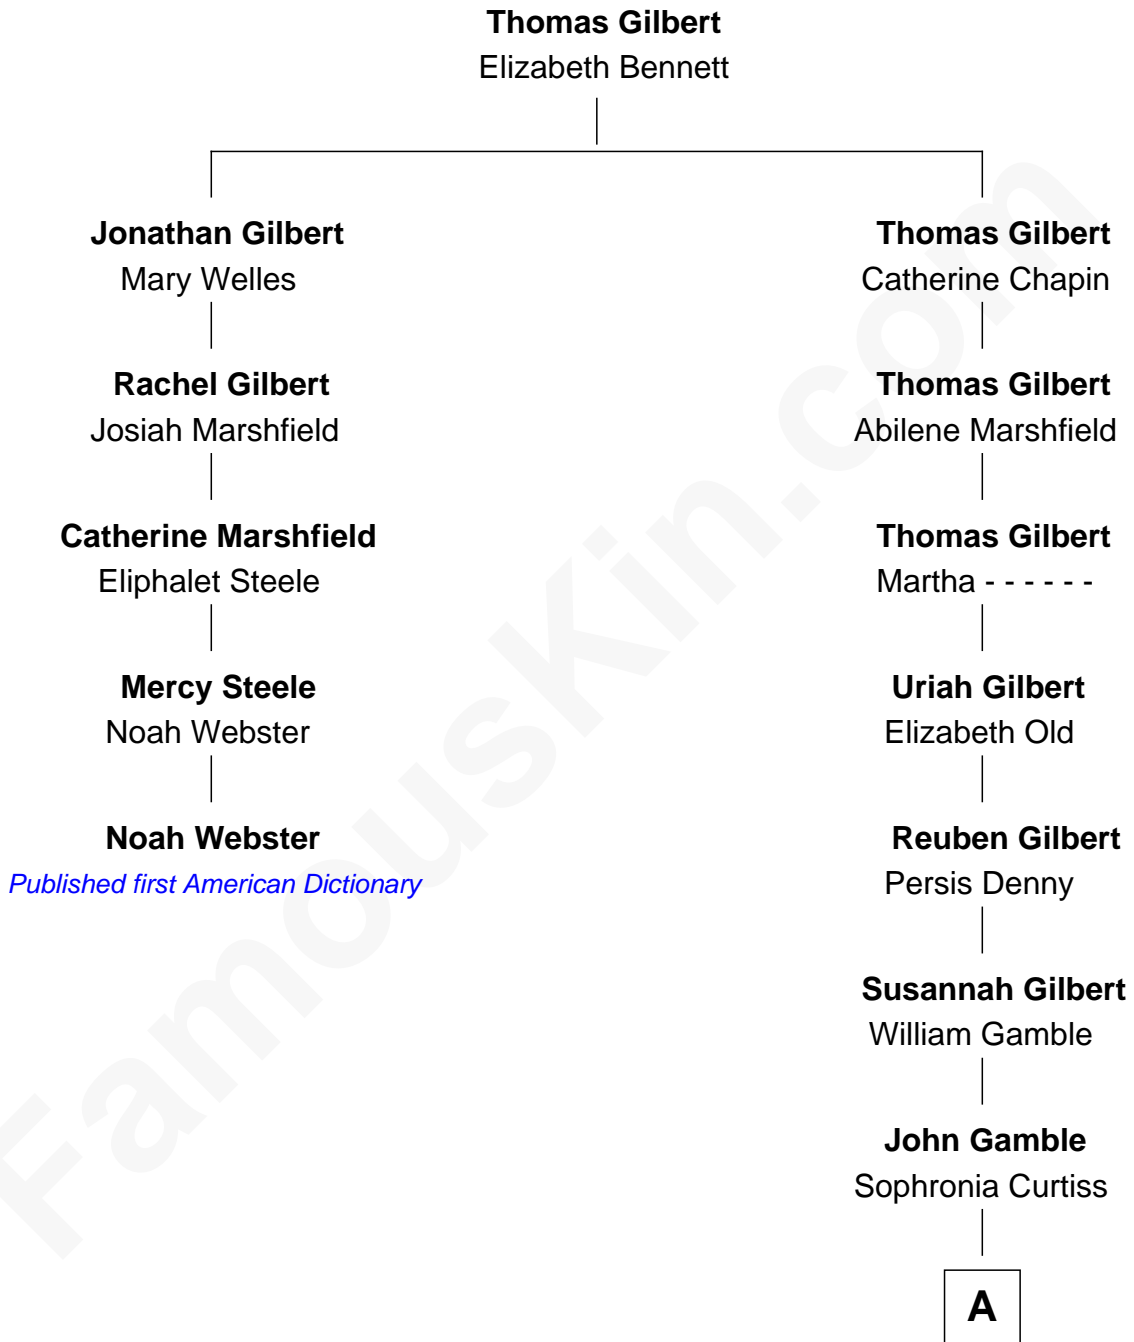 Thomas Gilbert
Elizabeth Bennett
Jonathan Gilbert
Mary Welles
Thomas Gilbert
Catherine Chapin
Rachel Gilbert
Josiah Marshfield
Thomas Gilbert
Abilene Marshfield
Catherine Marshfield
Eliphalet Steele
Thomas Gilbert
Martha - - - - - -
Mercy Steele
Noah Webster
Uriah Gilbert
Elizabeth Old
Noah Webster
Published first American Dictionary
Reuben Gilbert
Persis Denny
Susannah Gilbert
William Gamble
John Gamble
Sophronia Curtiss
A
FamousKin.com